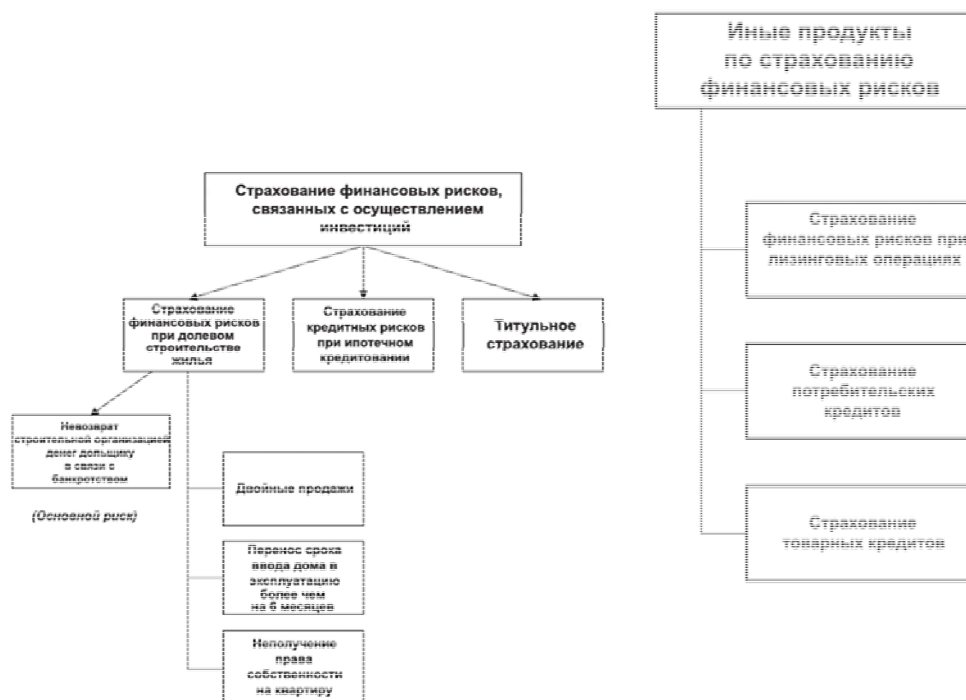 Иные продукты
по страхованию
финансовых рисков
Страхование финансовых рисков,
связанных с осуществлением
инвестиций
Страхование
финансовых рисков
при долевом
строительстве
жилья
Страхование
кредитных рисков
при ипотечном
кредитовании
Титульное
страхование
Невозврат
строительной организацией
денег дольщику
в связи с
банкротством
(Основной риск)
Двойные продажи
Перенос срока
ввода дома в
эксплуатацию
более чем
на 6 месяцев
Неполучение
права
собственности
на квартиру
Страхование
финансовых рисков при
лизинговых операциях
Страхование
потребительских
кредитов
Страхование
товарных кредитов